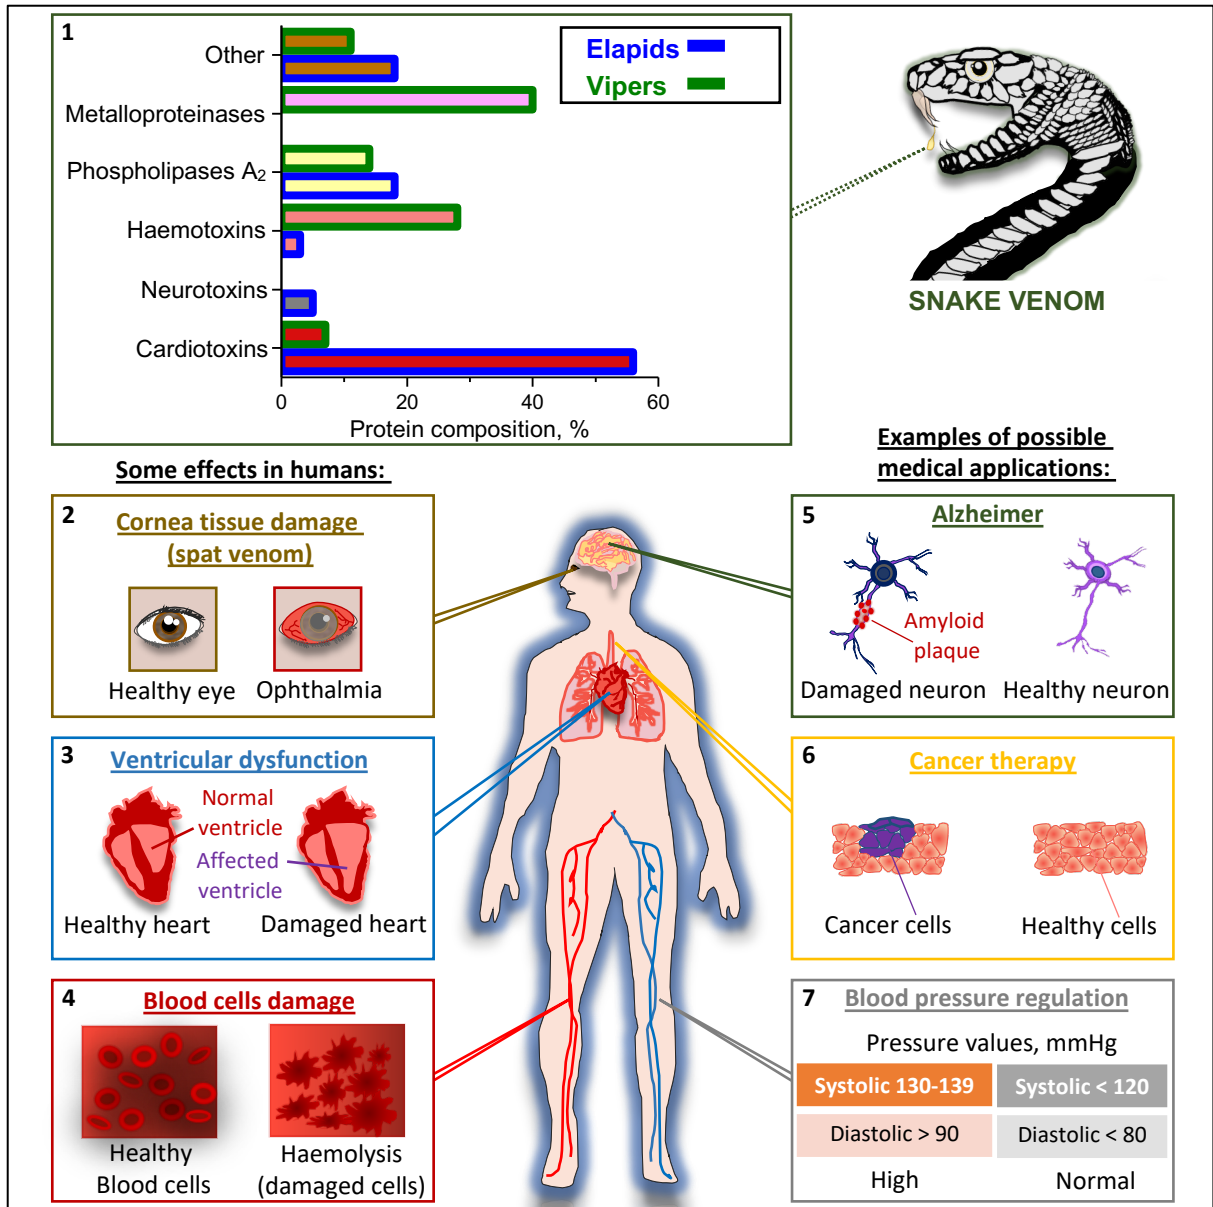 1
Elapids
Vipers
Other
Metalloproteinases
Phospholipases A₂
Haemotoxins
Neurotoxins
Cardiotoxins
0 20 40 60
Protein composition, %
SNAKE VENOM
Some effects in humans:
Examples of possible
medical applications:
2
Cornea tissue damage
(spat venom)
Healthy eye
Ophthalmia
3
Ventricular dysfunction
Normal
ventricle
Affected
ventricle
Healthy heart
Damaged heart
4
Blood cells damage
Healthy
Blood cells
Haemolysis
(damaged cells)
5
Alzheimer
Amyloid
plaque
Damaged neuron
Healthy neuron
6
Cancer therapy
Cancer cells
Healthy cells
7
Blood pressure regulation
Pressure values, mmHg
Systolic 130-139
Systolic < 120
Diastolic > 90
Diastolic < 80
High
Normal